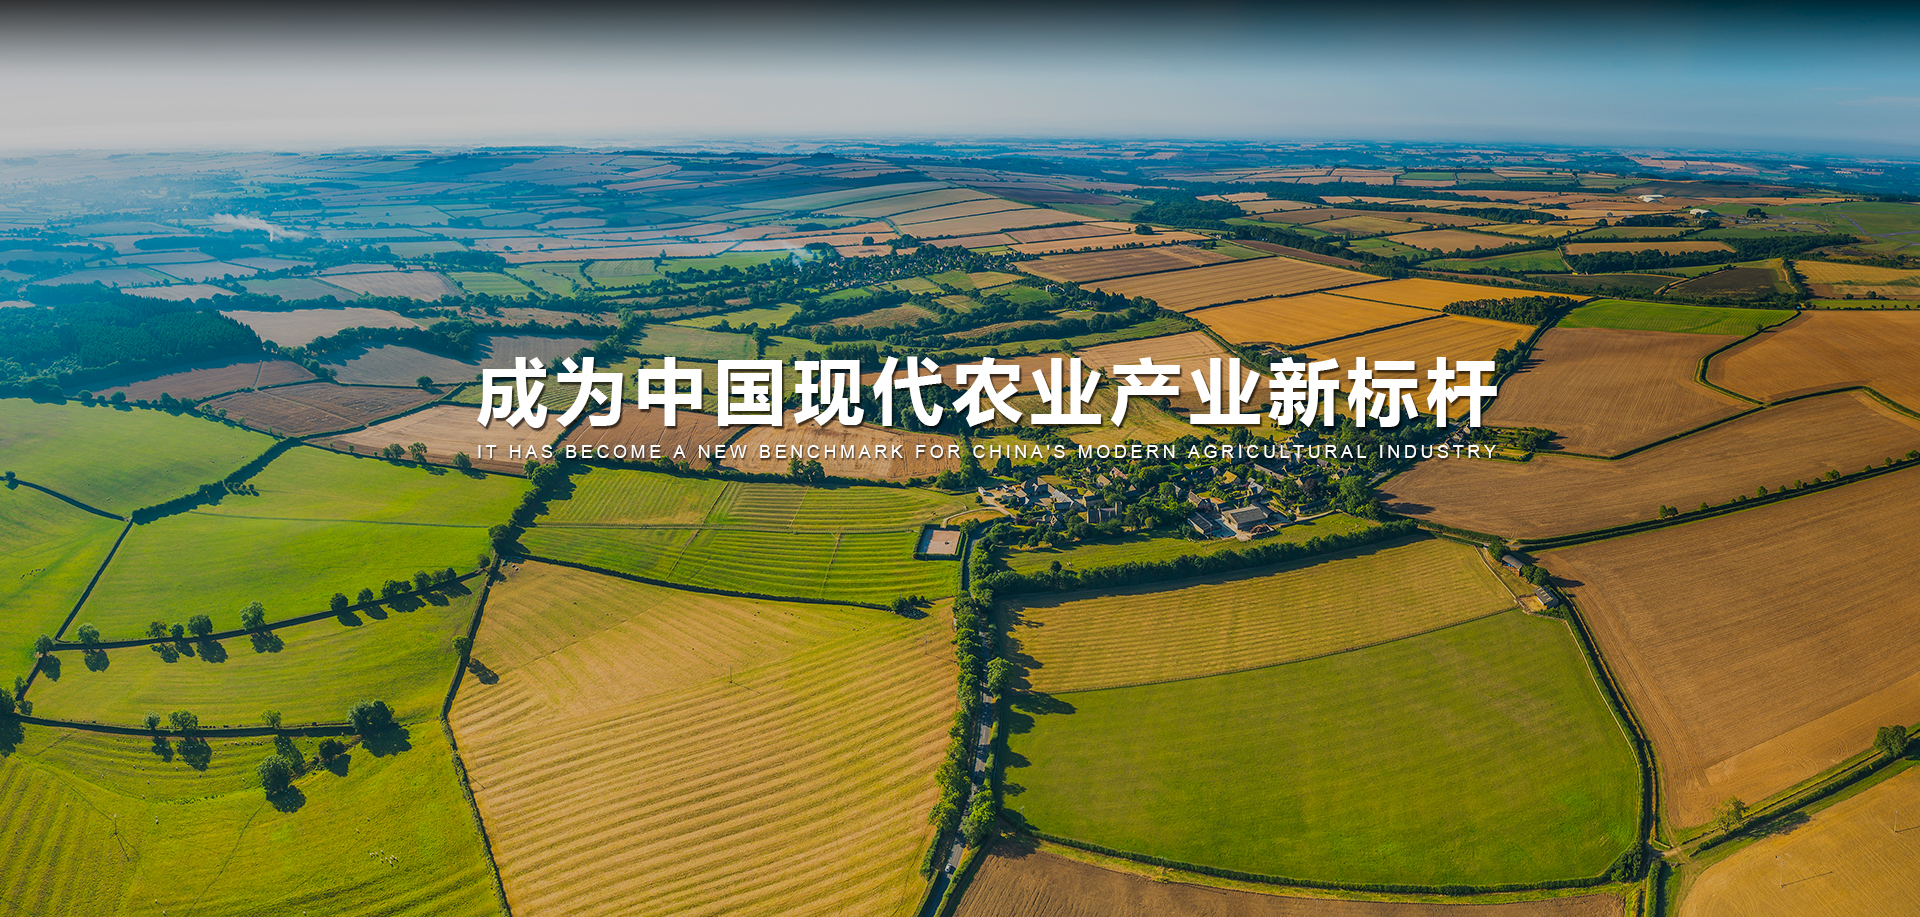 成为中国现代农业产业新标杆
IT HAS BECOME A NEW BENCHMARK FOR CHINA'S MODERN AGRICULTURAL INDUSTRY